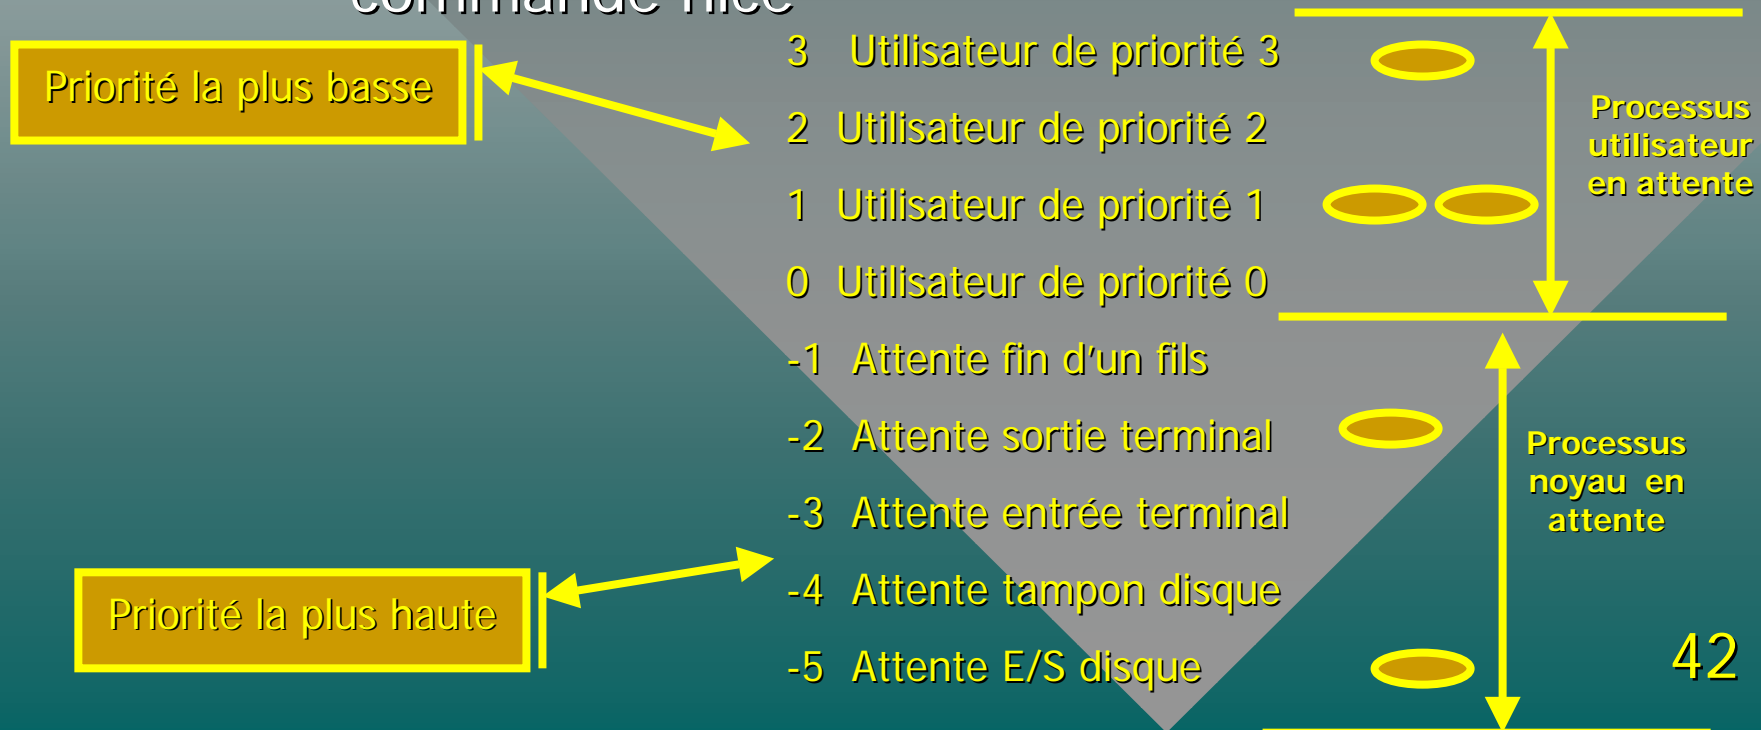 commande nice
Priorité la plus basse
3 Utilisateur de priorité 3
2 Utilisateur de priorité 2
1 Utilisateur de priorité 1
0 Utilisateur de priorité 0
-1 Attente fin d'un fils
-2 Attente sortie terminal
-3 Attente entrée terminal
-4 Attente tampon disque
-5 Attente E/S disque
Processus
utilisateur
en attente
Processus
noyau en
attente
Priorité la plus haute
42